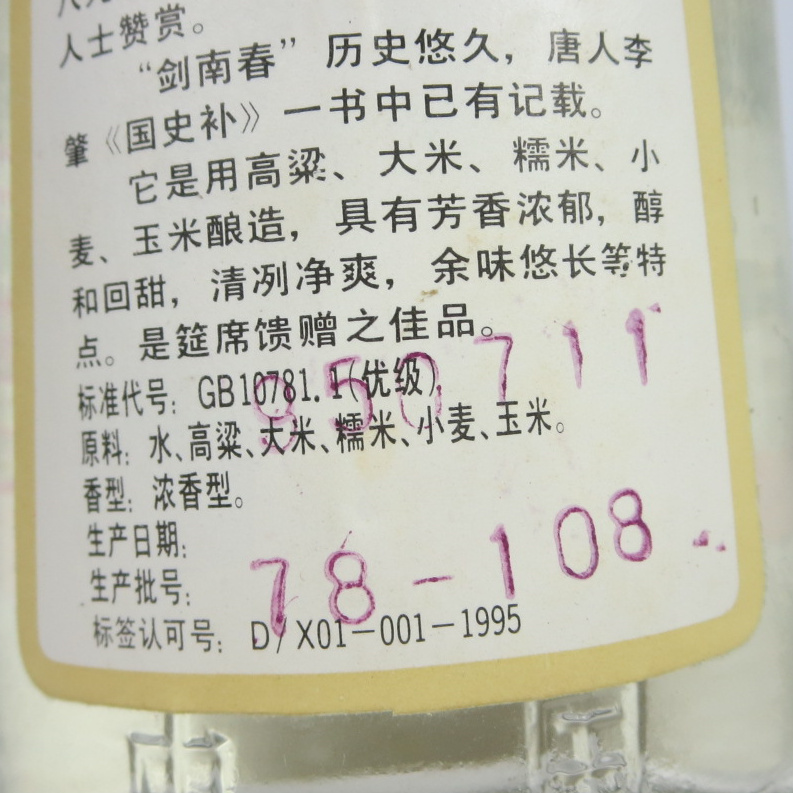 人士赞赏。
“剑南春”历史悠久，唐人李
肇《国史补》一书中已有记载。
它是用高粱、大米、糯米、小
麦、玉米酿造，具有芳香浓郁，醇
和回甜，清冽净爽，余味悠长等特
点。是筵席馈赠之佳品。
950711
标准代号：GB10781.1(优级)
原料：水、高粱、大米、糯米、小麦、玉米。
香型：浓香型。
生产日期：
生产批号：
78-108
标签认可号：D/X01-001-1995